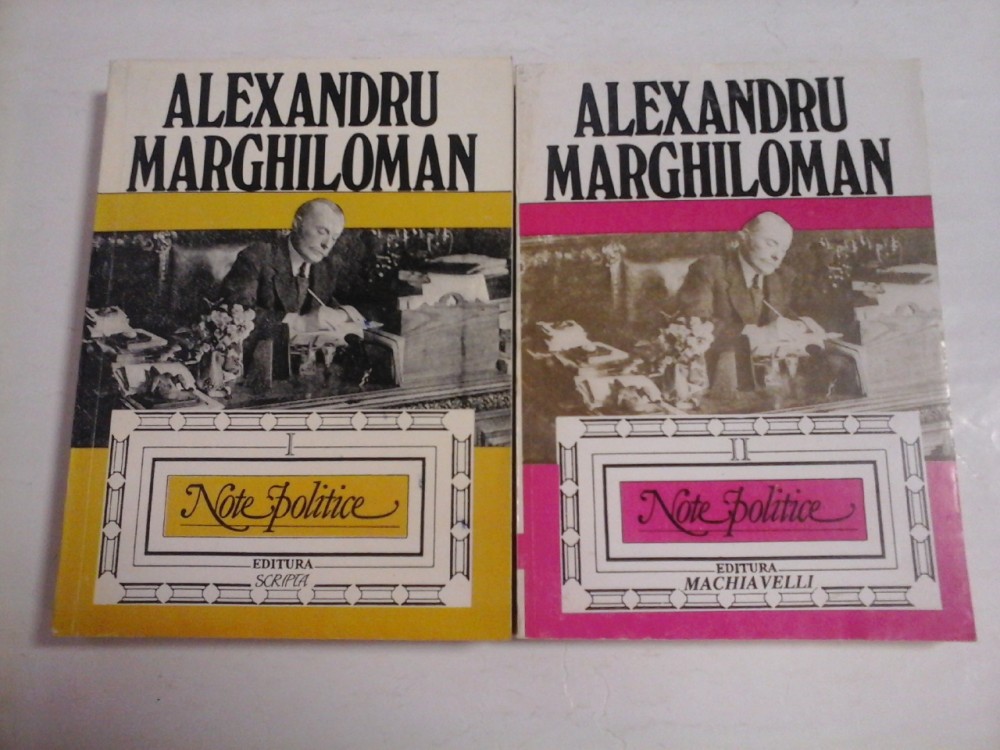 ALEXANDRU
MARGHILOMAN
I
Note politice
EDITURA
SCRIPTA
ALEXANDRU
MARGHILOMAN
II
Note politice
EDITURA
MACHIAVELLI